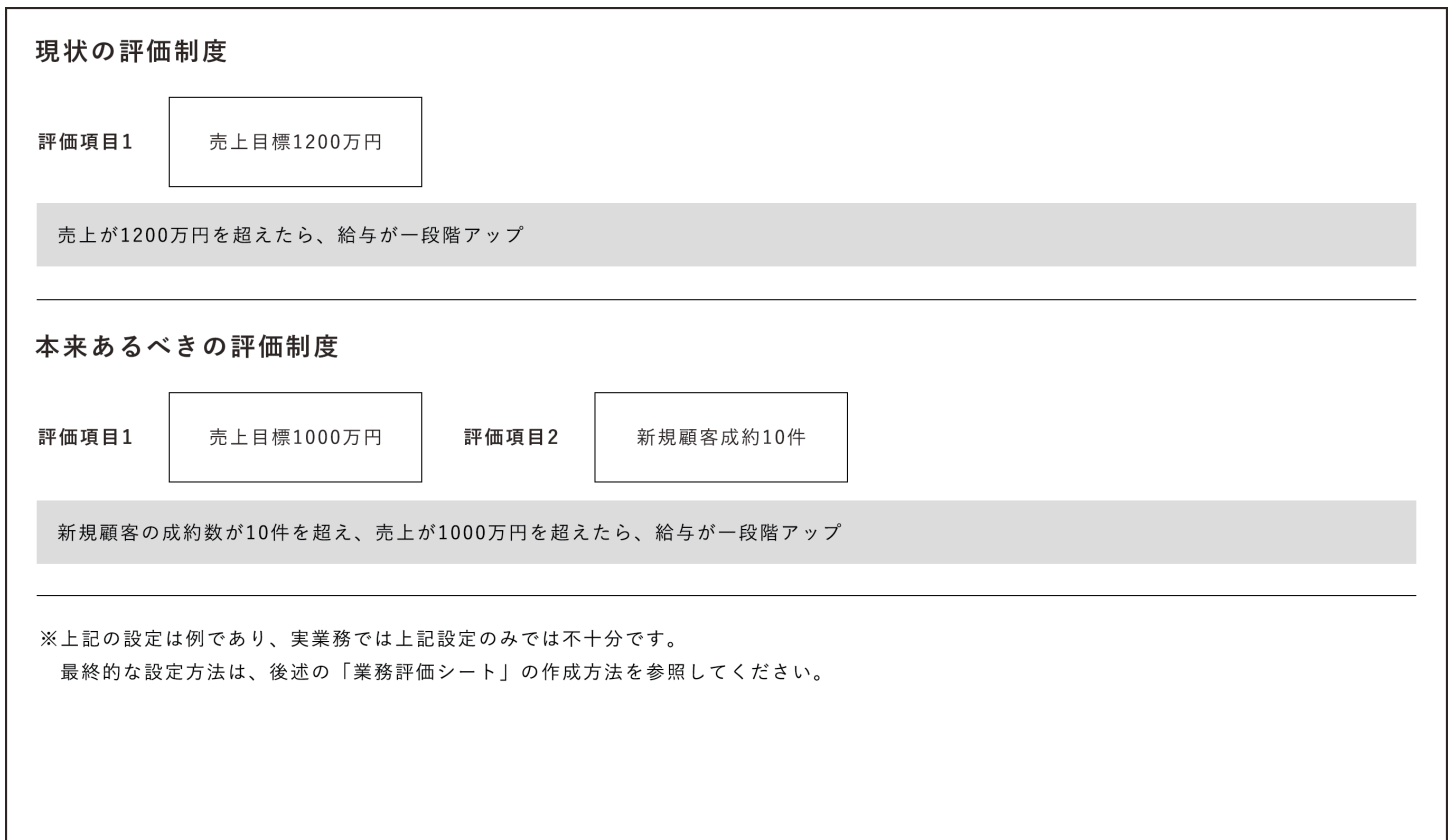 現状の評価制度
評価項目1 売上目標1200万円
売上が1200万円を超えたら、給与が一段階アップ
本来あるべきの評価制度
評価項目1 売上目標1000万円 評価項目2 新規顧客成約10件
新規顧客の成約数が10件を超え、売上が1000万円を超えたら、給与が一段階アップ
※上記の設定は例であり、実業務では上記設定のみでは不十分です。
最終的な設定方法は、後述の「業務評価シート」の作成方法を参照してください。